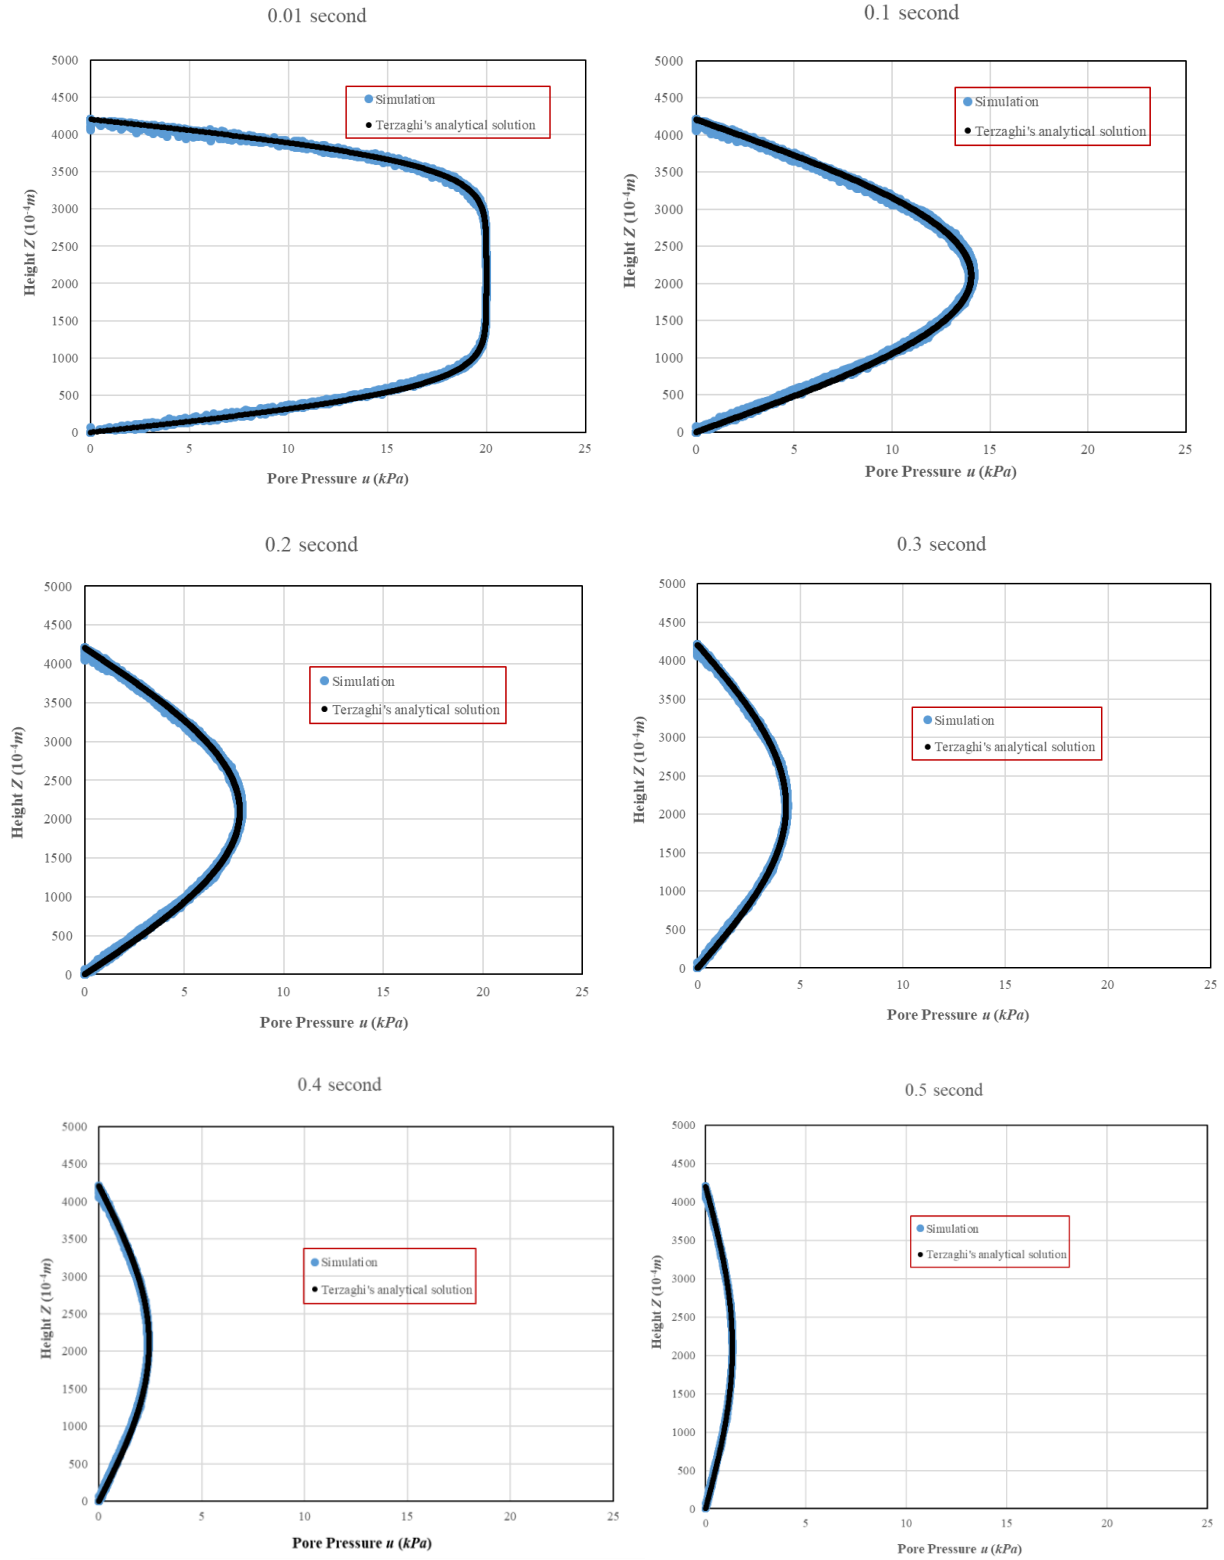 0.01 second
5000
4500
4000
3500
3000
2500
2000
1500
1000
500
0
Height Z (10⁻⁴m)
Simulation
Terzaghi's analytical solution
0 5 10 15 20 25
Pore Pressure u (kPa)
0.1 second
5000
4500
4000
3500
3000
2500
2000
1500
1000
500
0
Height Z (10⁻⁴m)
Simulation
Terzaghi's analytical solution
0 5 10 15 20 25
Pore Pressure u (kPa)
0.2 second
5000
4500
4000
3500
3000
2500
2000
1500
1000
500
0
Height Z (10⁻⁴m)
Simulation
Terzaghi's analytical solution
0 5 10 15 20 25
Pore Pressure u (kPa)
0.3 second
5000
4500
4000
3500
3000
2500
2000
1500
1000
500
0
Height Z (10⁻⁴m)
Simulation
Terzaghi's analytical solution
0 5 10 15 20 25
Pore Pressure u (kPa)
0.4 second
5000
4500
4000
3500
3000
2500
2000
1500
1000
500
0
Height Z (10⁻⁴m)
Simulation
Terzaghi's analytical solution
0 5 10 15 20 25
Pore Pressure u (kPa)
0.5 second
5000
4500
4000
3500
3000
2500
2000
1500
1000
500
0
Height Z (10⁻⁴m)
Simulation
Terzaghi's analytical solution
0 5 10 15 20 25
Pore Pressure u (kPa)